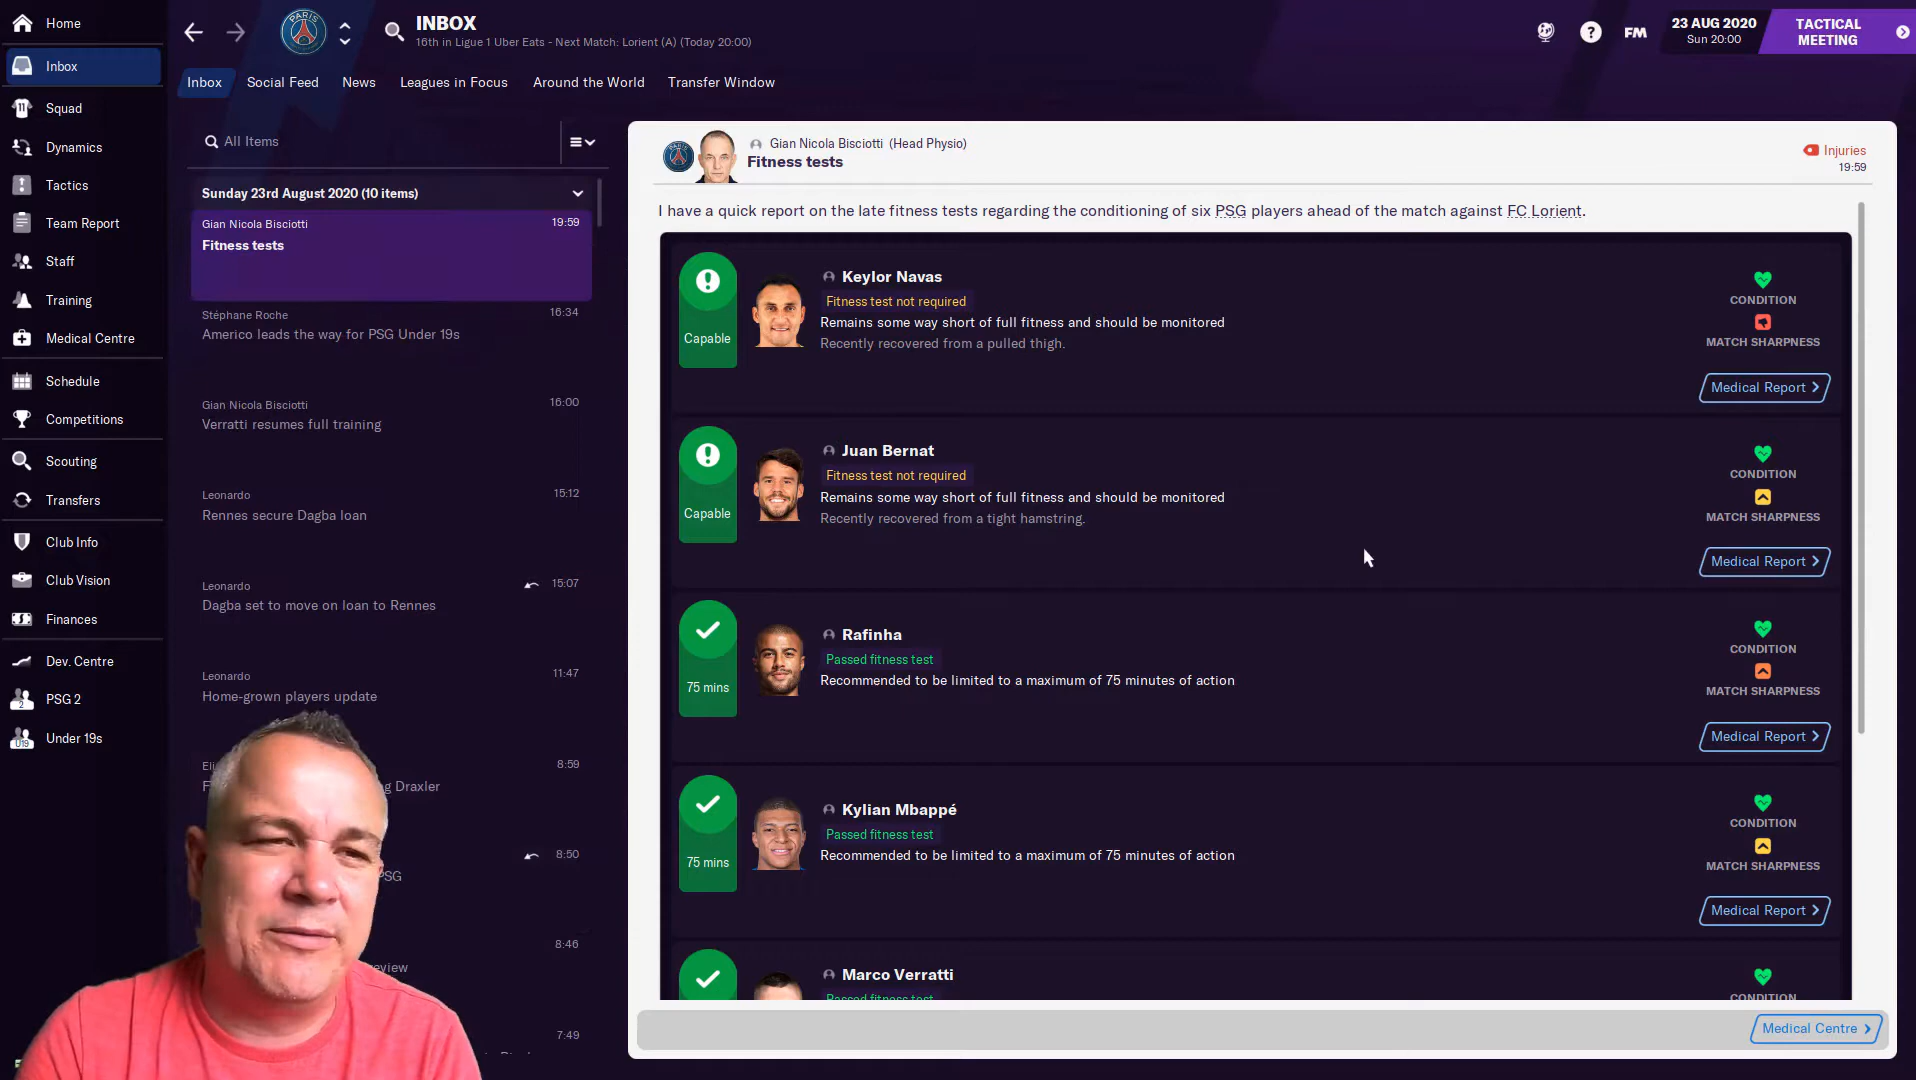 Home
Inbox
Squad
Dynamics
Tactics
Team Report
Staff
Training
Medical Centre
Schedule
Competitions
Scouting
Transfers
Club Info
Club Vision
Finances
Dev. Centre
PSG 2
Under 19s
INBOX
16th in Ligue 1 Uber Eats - Next Match: Lorient (A) (Today 20:00)
FM
23 AUG 2020
Sun 20:00
TACTICAL MEETING
Inbox Social Feed News Leagues in Focus Around the World Transfer Window
All Items
Sunday 23rd August 2020 (10 items)
Gian Nicola Bisciotti 19:59
Fitness tests
Stéphane Roche 16:34
Americo leads the way for PSG Under 19s
Gian Nicola Bisciotti 16:00
Verratti resumes full training
Leonardo 15:12
Rennes secure Dagba loan
Leonardo 15:07
Dagba set to move on loan to Rennes
Leonardo 11:47
Home-grown players update
8:59
Draxler
8:50
PSG
8:46
7:49
Gian Nicola Bisciotti (Head Physio)
Fitness tests
Injuries
19:59
I have a quick report on the late fitness tests regarding the conditioning of six PSG players ahead of the match against FC Lorient.
Capable
Keylor Navas
Fitness test not required
Remains some way short of full fitness and should be monitored
Recently recovered from a pulled thigh.
CONDITION
MATCH SHARPNESS
Medical Report
Capable
Juan Bernat
Fitness test not required
Remains some way short of full fitness and should be monitored
Recently recovered from a tight hamstring.
CONDITION
MATCH SHARPNESS
Medical Report
75 mins
Rafinha
Passed fitness test
Recommended to be limited to a maximum of 75 minutes of action
CONDITION
MATCH SHARPNESS
Medical Report
75 mins
Kylian Mbappé
Passed fitness test
Recommended to be limited to a maximum of 75 minutes of action
CONDITION
MATCH SHARPNESS
Medical Report
Marco Verratti
Passed fitness test
CONDITION
Medical Centre